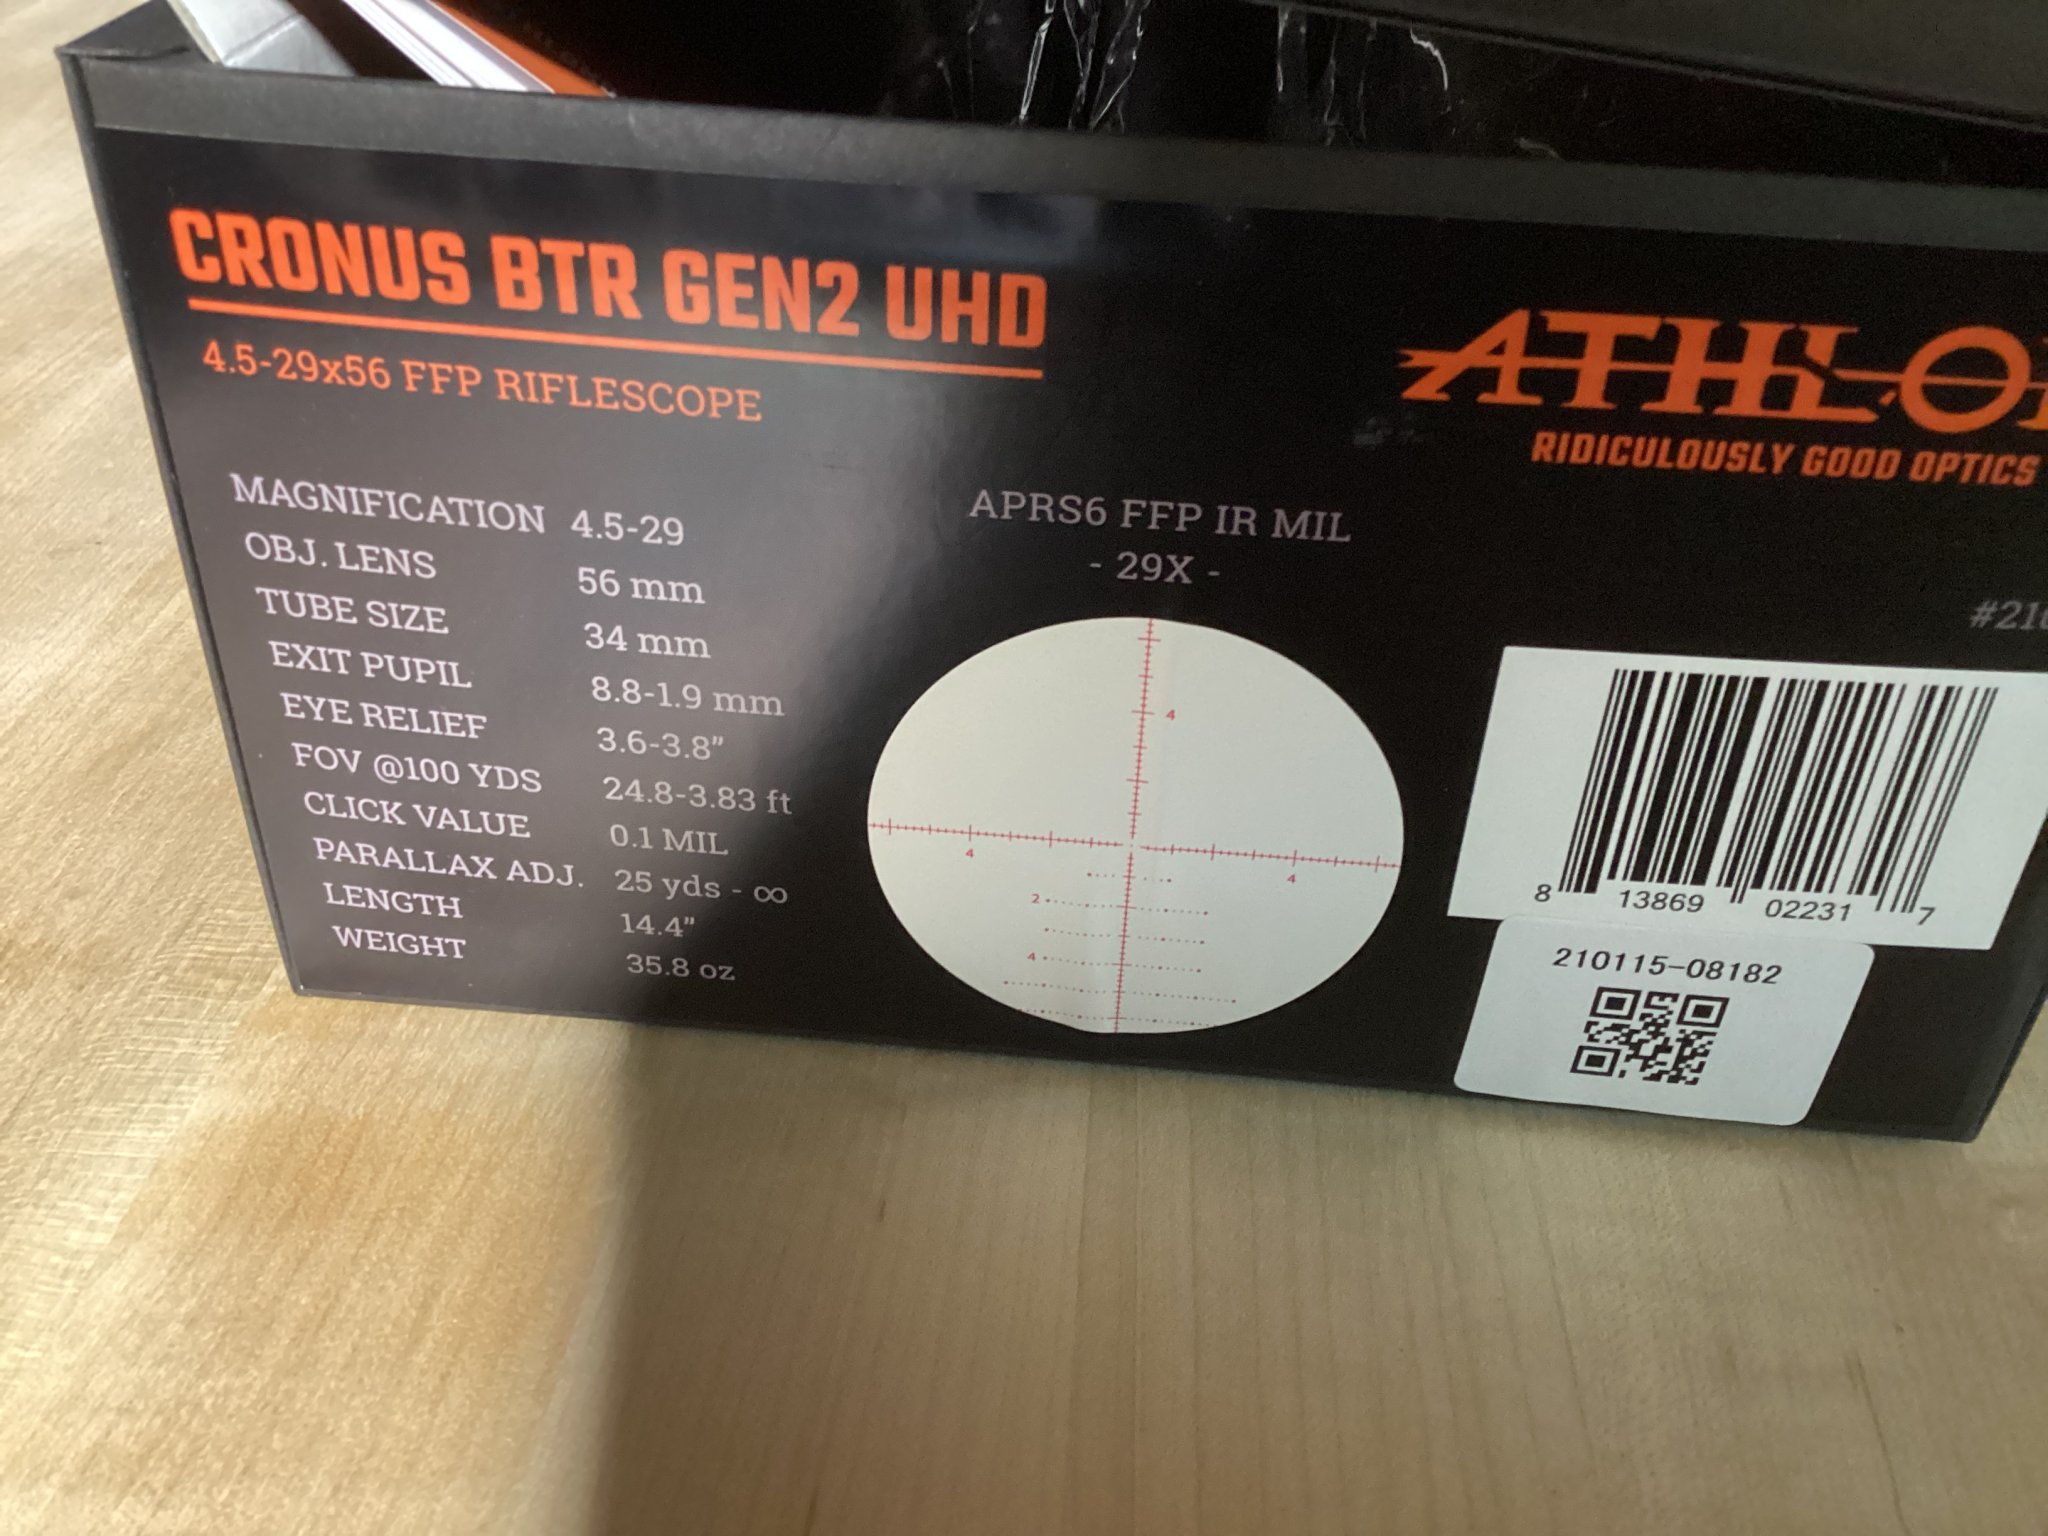 CRONUS BTR GEN2 UHD
4.5-29x56 FFP RIFLESCOPE
MAGNIFICATION 4.5-29
OBJ. LENS 56 mm
TUBE SIZE 34 mm
EXIT PUPIL 8.8-1.9 mm
EYE RELIEF 3.6-3.8"
FOV @100 YDS 24.8-3.83 ft
CLICK VALUE 0.1 MIL
PARALLAX ADJ. 25 yds - ∞
LENGTH 14.4"
WEIGHT 35.8 oz
APRS6 FFP IR MIL
- 29X -
4
4
4
2
4
ATHLO
RIDICULOUSLY GOOD OPTICS
#210
8 13869 02231 7
210115-08182